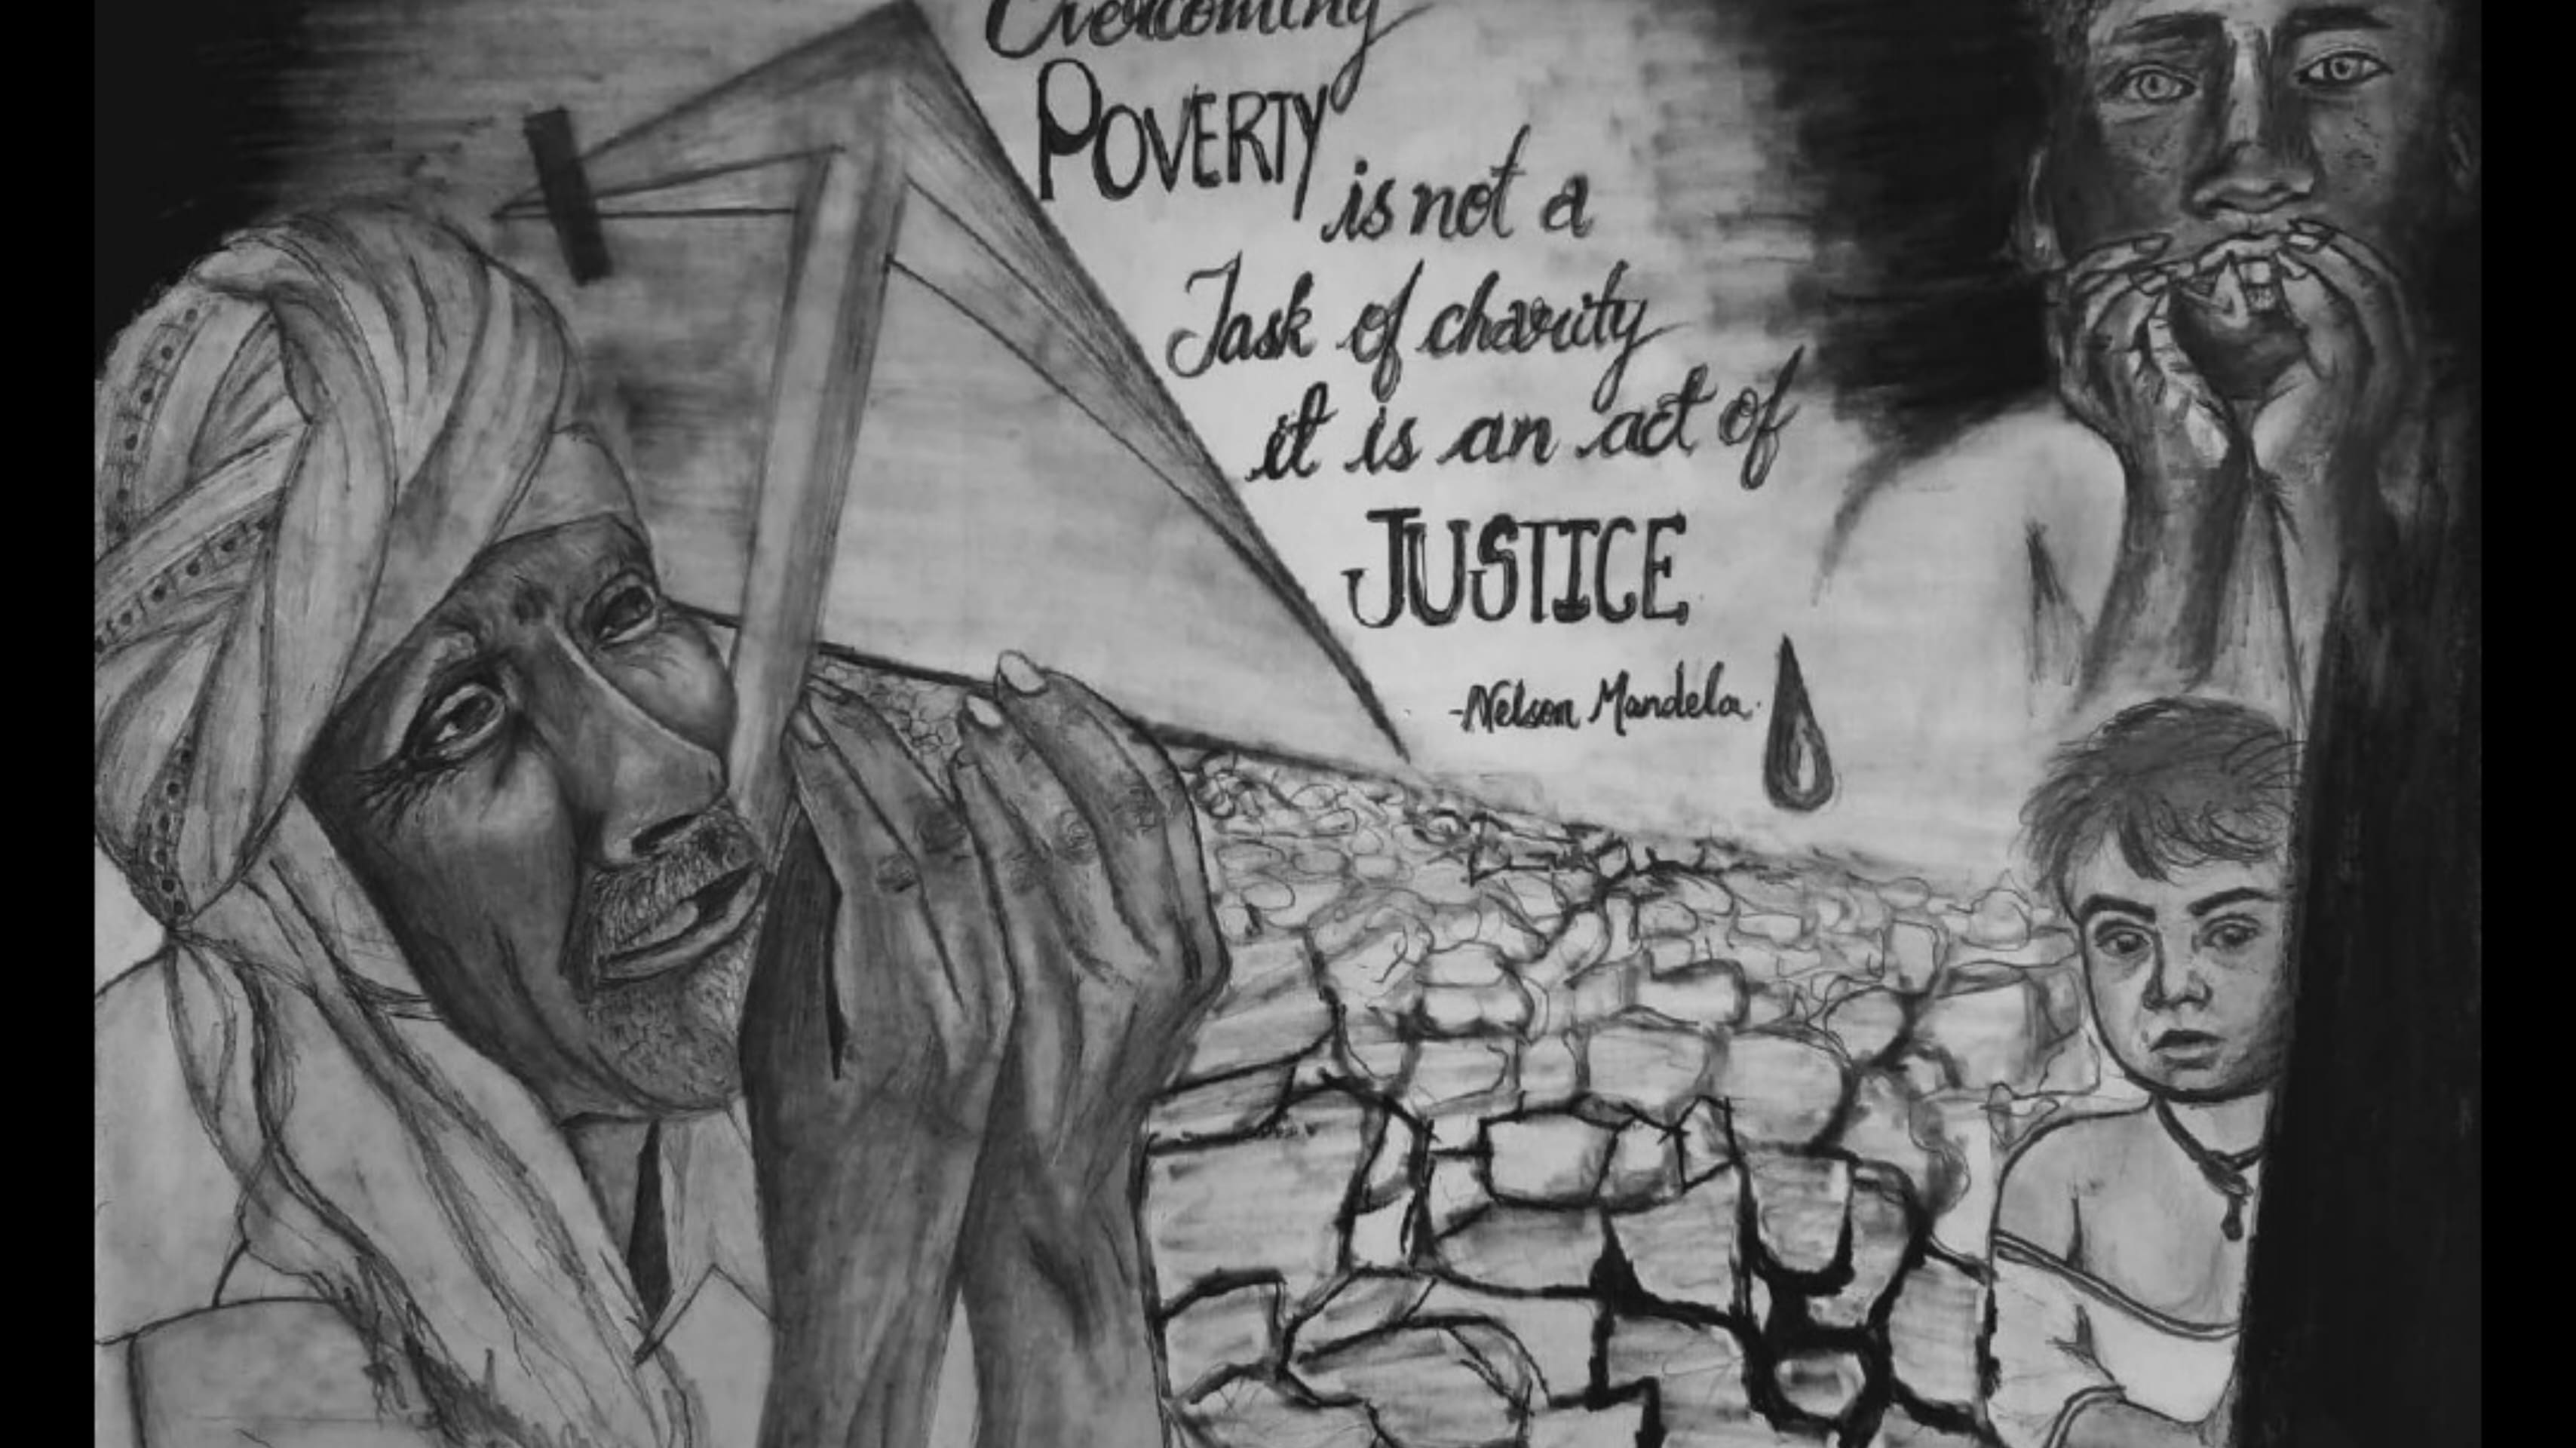 Overcoming
POVERTY
is not a
Task of charity
it is an act of
JUSTICE
-Nelson Mandela.